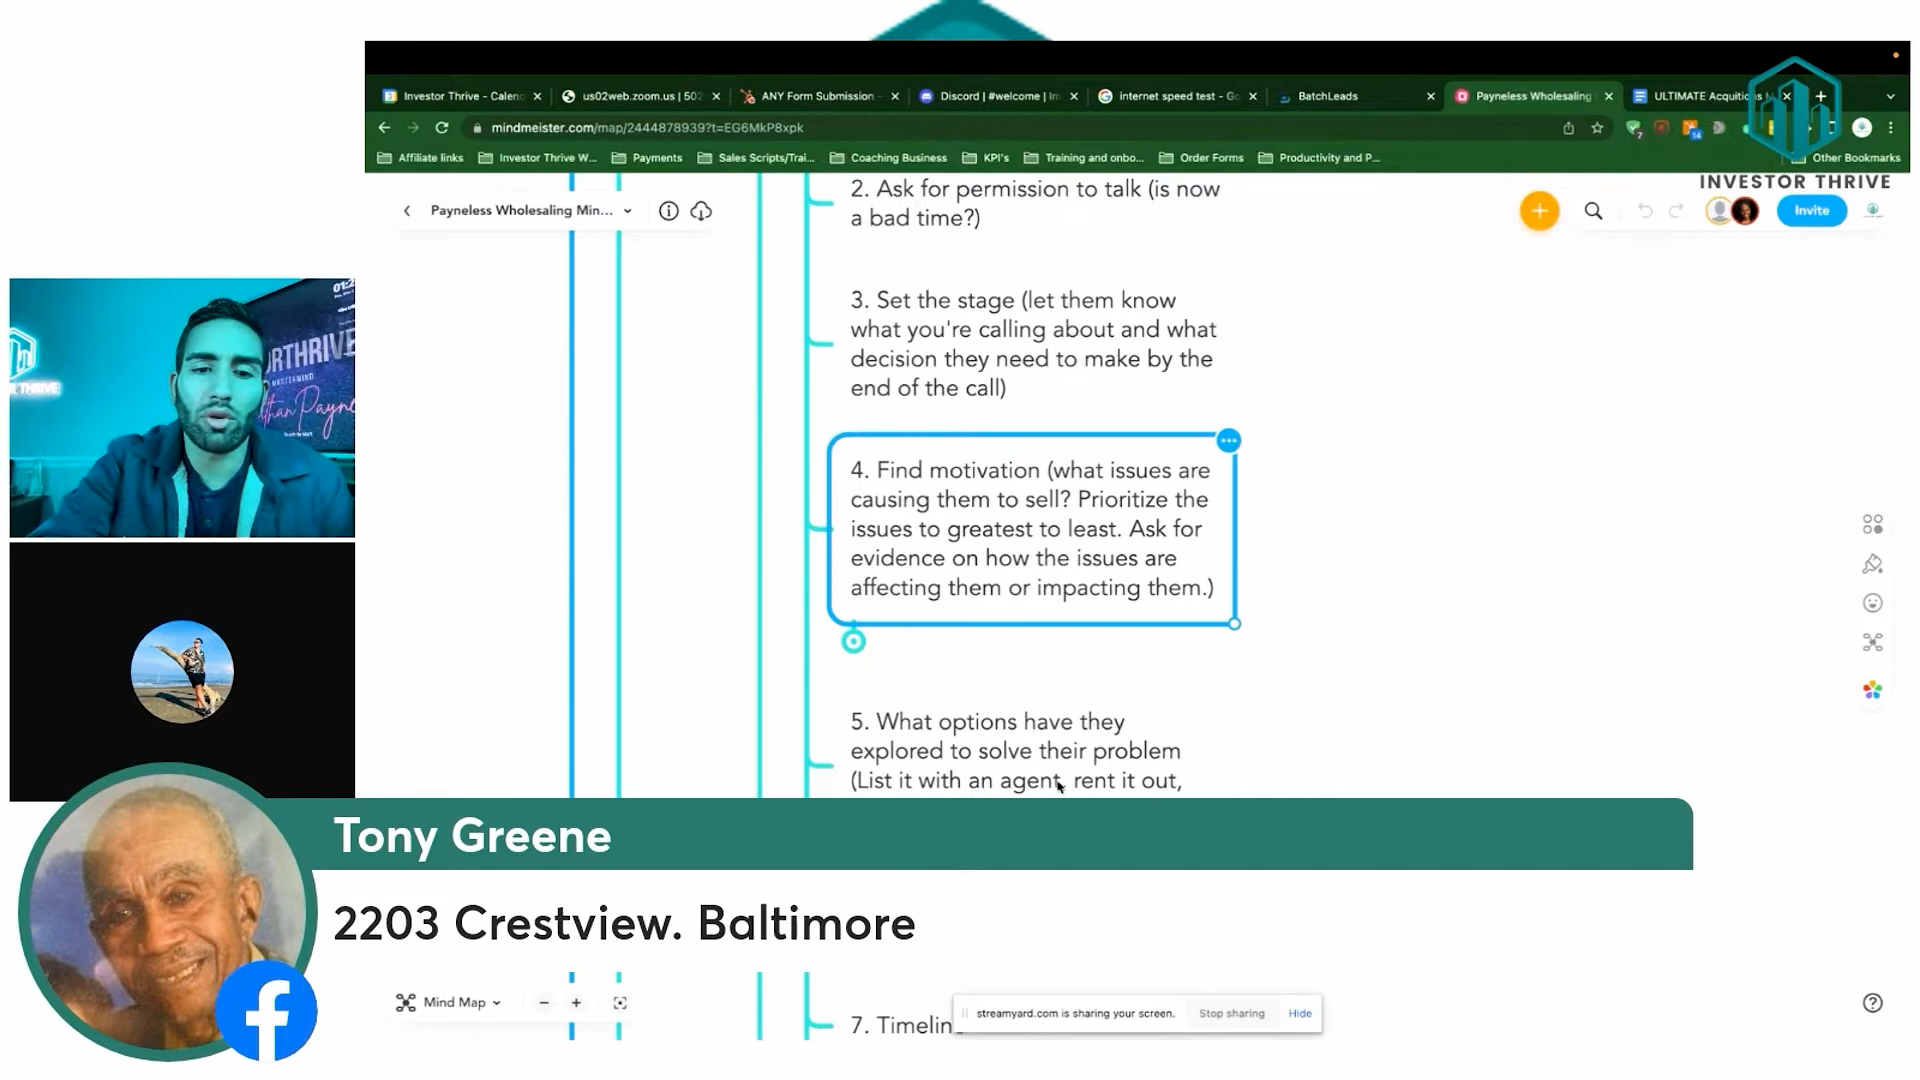 Investor Thrive - Calend
us02web.zoom.us | 502
ANY Form Submission -
Discord | #welcome | In
internet speed test - Go
BatchLeads
Payneless Wholesaling
ULTIMATE Acquitions M
mindmeister.com/map/2444878939?t=EG6MkP8xpk
Affiliate links
Investor Thrive W...
Payments
Sales Scripts/Trai...
Coaching Business
KPI's
Training and onbo...
Order Forms
Productivity and P...
Other Bookmarks
INVESTOR THRIVE
Payneless Wholesaling Min...
Invite
2. Ask for permission to talk (is now
a bad time?)
3. Set the stage (let them know
what you're calling about and what
decision they need to make by the
end of the call)
4. Find motivation (what issues are
causing them to sell? Prioritize the
issues to greatest to least. Ask for
evidence on how the issues are
affecting them or impacting them.)
5. What options have they
explored to solve their problem
(List it with an agent, rent it out,
Tony Greene
2203 Crestview. Baltimore
Mind Map
7. Timelin
streamyard.com is sharing your screen.
Stop sharing
Hide